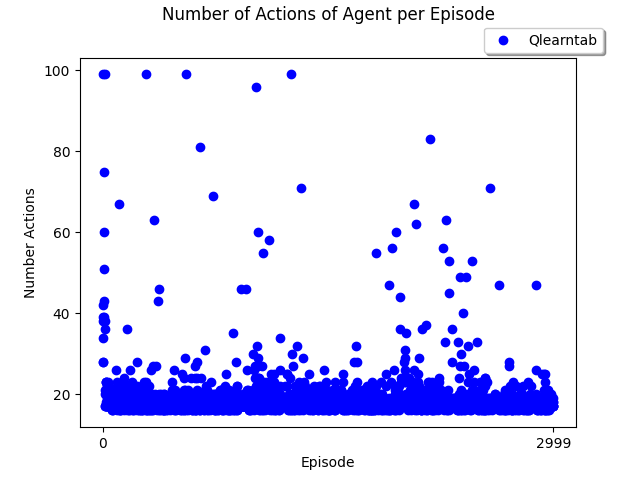 Number of Actions of Agent per Episode
Qlearntab
100
80
60
40
20
Number Actions
0
2999
Episode